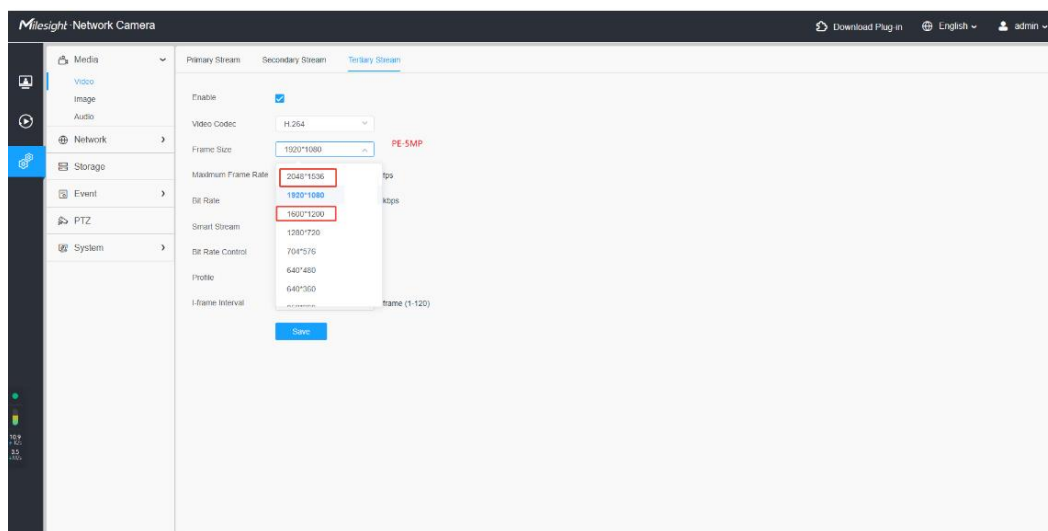 Milesight Network Camera
Download Plug-in
English
admin
Media
Video
Image
Audio
Network
Storage
Event
PTZ
System
Primary Stream Secondary Stream Tertiary Stream
Enable
Video Codec H.264
Frame Size 1920*1080 PE-5MP
Maximum Frame Rate fps
2048*1536
1920*1080
Bit Rate kbps
1600*1200
Smart Stream
1280*720
Bit Rate Control
704*576
640*480
Profile
640*360
I-frame Interval frame (1-120)
Save